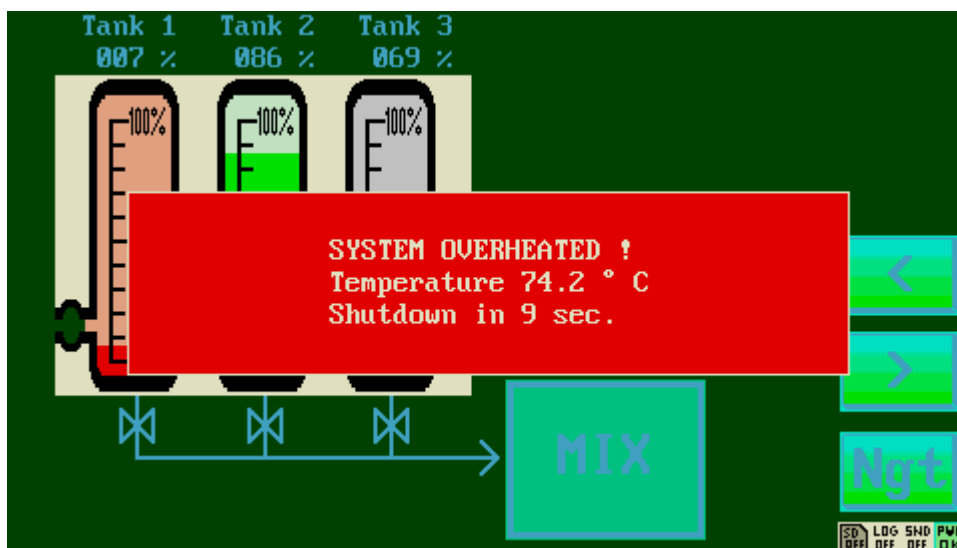 Tank 1 Tank 2 Tank 3
007 % 086 % 069 %
100% 100% 100%
SYSTEM OVERHEATED !
Temperature 74.2 ° C
Shutdown in 9 sec.
<
>
MIX
Ngt
SD LOG SND
OFF OFF OFF